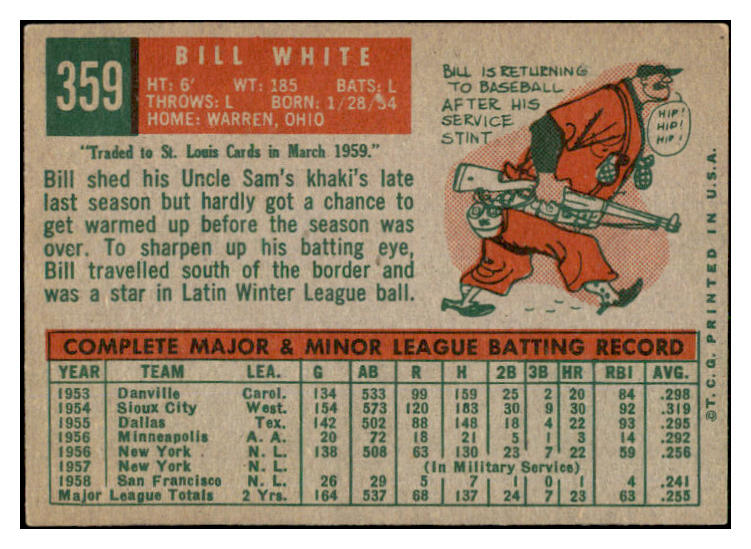 359
BILL WHITE
HT: 6' WT: 185 BATS: L
THROWS: L BORN: 1/28/34
HOME: WARREN, OHIO
"Traded to St. Louis Cards in March 1959."
Bill shed his Uncle Sam's khaki's late
last season but hardly got a chance to
get warmed up before the season was
over. To sharpen up his batting eye,
Bill travelled south of the border and
was a star in Latin Winter League ball.
BILL IS RETURNING
TO BASEBALL
AFTER HIS
SERVICE
STINT.
HIP!
HIP!
HIP!
COMPLETE MAJOR & MINOR LEAGUE BATTING RECORD
YEAR TEAM LEA. G AB R H 2B 3B HR RBI AVG.
1953 Danville Carol. 134 533 99 159 25 2 20 84 .298
1954 Sioux City West. 154 573 120 183 30 9 30 92 .319
1955 Dallas Tex. 142 502 88 148 18 4 22 93 .295
1956 Minneapolis A. A. 20 72 18 21 5 1 3 14 .292
1956 New York N. L. 138 508 63 130 23 7 22 59 .256
1957 New York N. L. (In Military Service)
1958 San Francisco N. L. 26 29 5 7 1 0 1 4 .241
Major League Totals 2 Yrs. 164 537 68 137 24 7 23 63 .255
©T.C.G. PRINTED IN U.S.A.